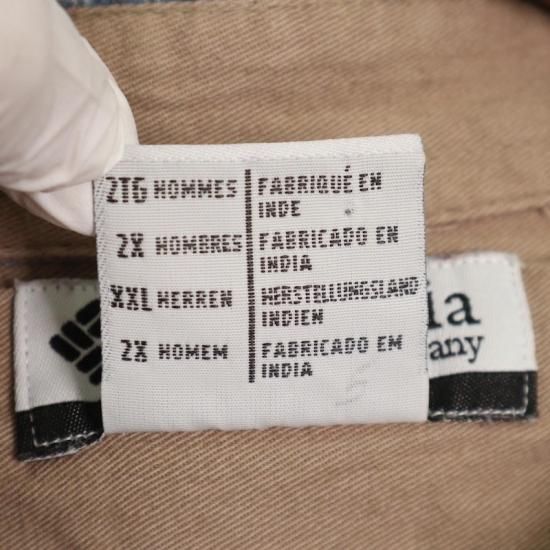 2TG HOMMES FABRIQUÉ EN
INDE
2X HOMBRES FABRICADO EN
INDIA
XXL HERREN HERSTELLUNGSLAND
INDIEN
2X HOMEM FABRICADO EM
INDIA
ia
any